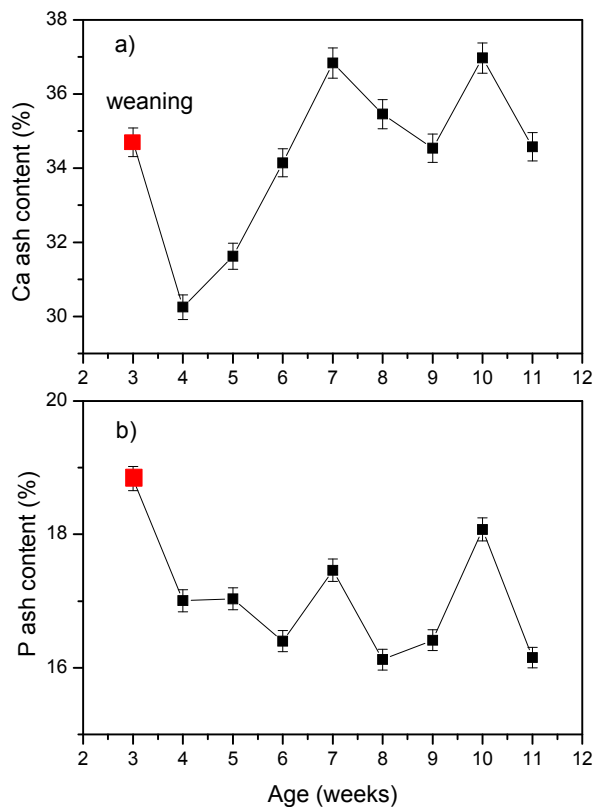 38
a)
36
weaning
34
32
30
Ca ash content (%)
2 3 4 5 6 7 8 9 10 11 12
20
b)
18
16
P ash content (%)
2 3 4 5 6 7 8 9 10 11 12
Age (weeks)